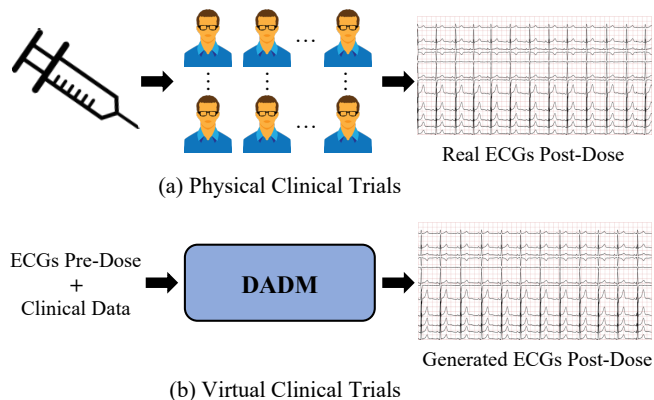 Real ECGs Post-Dose
(a) Physical Clinical Trials
ECGs Pre-Dose
+
Clinical Data
DADM
Generated ECGs Post-Dose
(b) Virtual Clinical Trials